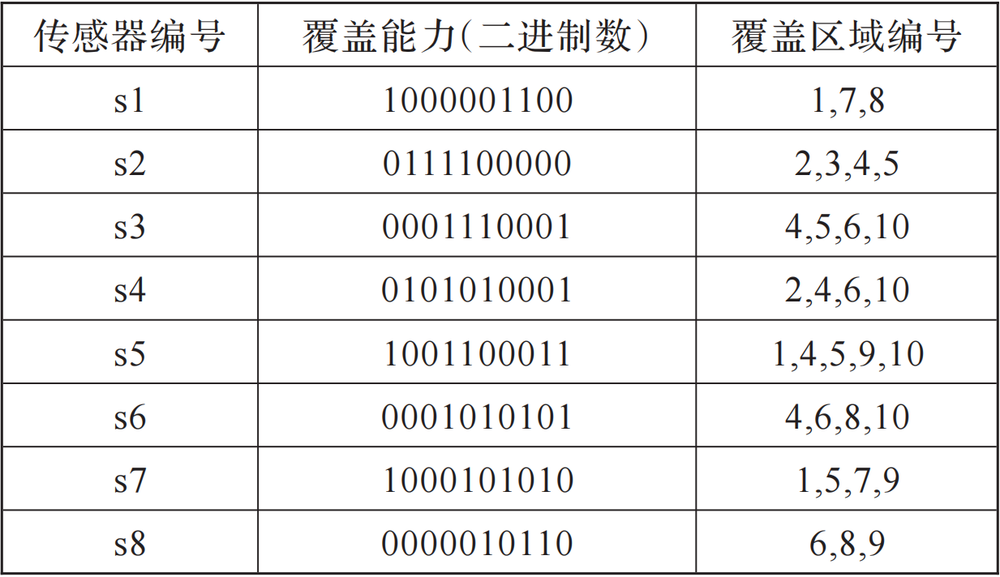 传感器编号 覆盖能力(二进制数) 覆盖区域编号
s1 1000001100 1,7,8
s2 0111100000 2,3,4,5
s3 0001110001 4,5,6,10
s4 0101010001 2,4,6,10
s5 1001100011 1,4,5,9,10
s6 0001010101 4,6,8,10
s7 1000101010 1,5,7,9
s8 0000010110 6,8,9